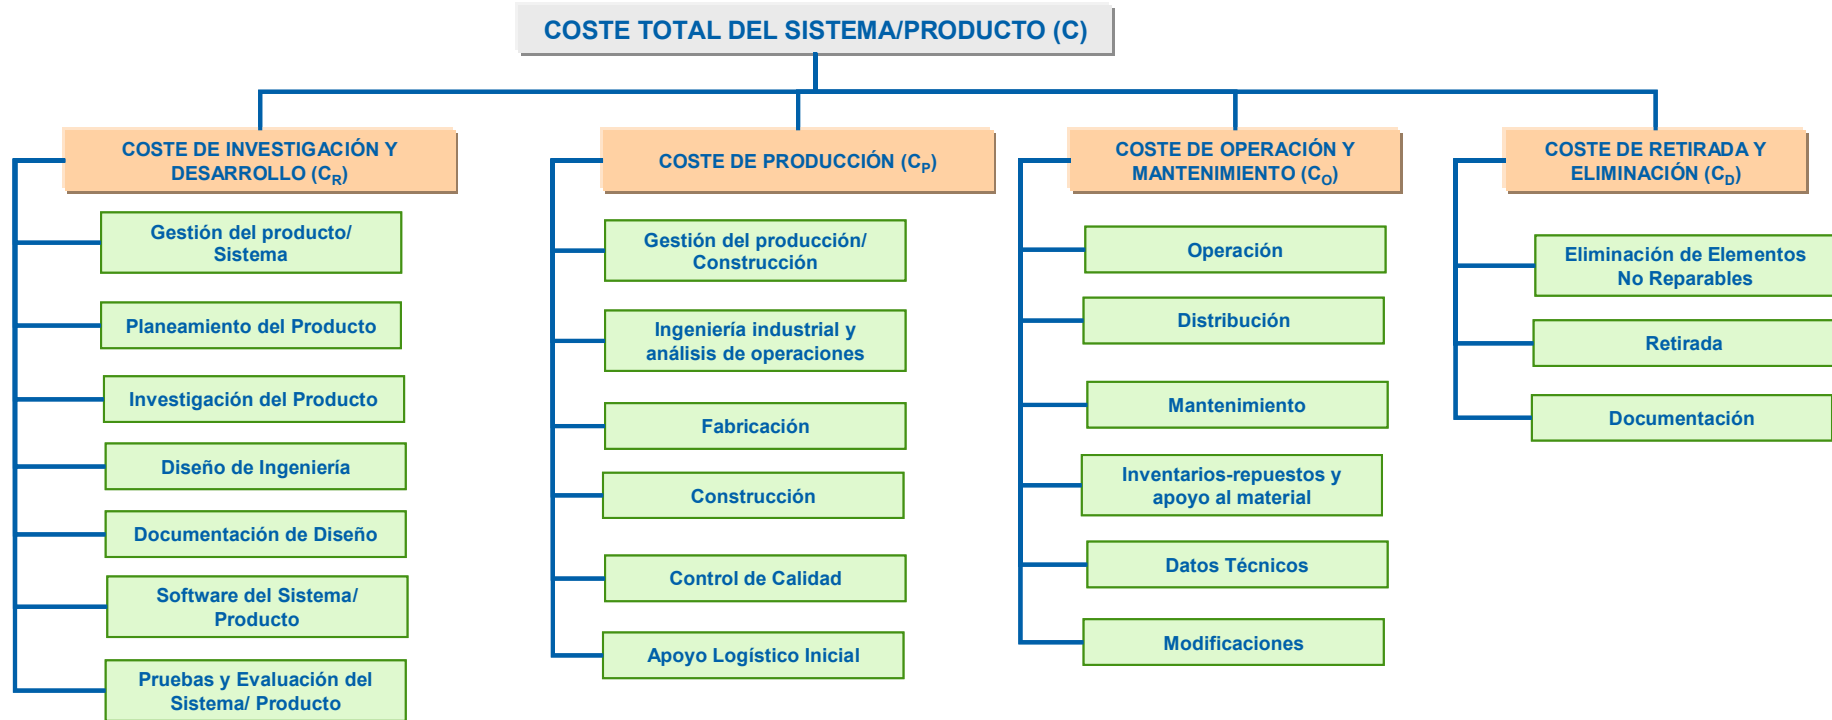 COSTE TOTAL DEL SISTEMA/PRODUCTO (C)
COSTE DE INVESTIGACIÓN Y
DESARROLLO (CR)
Gestión del producto/
Sistema
Planeamiento del Producto
Investigación del Producto
Diseño de Ingeniería
Documentación de Diseño
Software del Sistema/
Producto
Pruebas y Evaluación del
Sistema/ Producto
COSTE DE PRODUCCIÓN (CP)
Gestión del producción/
Construcción
Ingeniería industrial y
análisis de operaciones
Fabricación
Construcción
Control de Calidad
Apoyo Logístico Inicial
COSTE DE OPERACIÓN Y
MANTENIMIENTO (CO)
Operación
Distribución
Mantenimiento
Inventarios-repuestos y
apoyo al material
Datos Técnicos
Modificaciones
COSTE DE RETIRADA Y
ELIMINACIÓN (CD)
Eliminación de Elementos
No Reparables
Retirada
Documentación